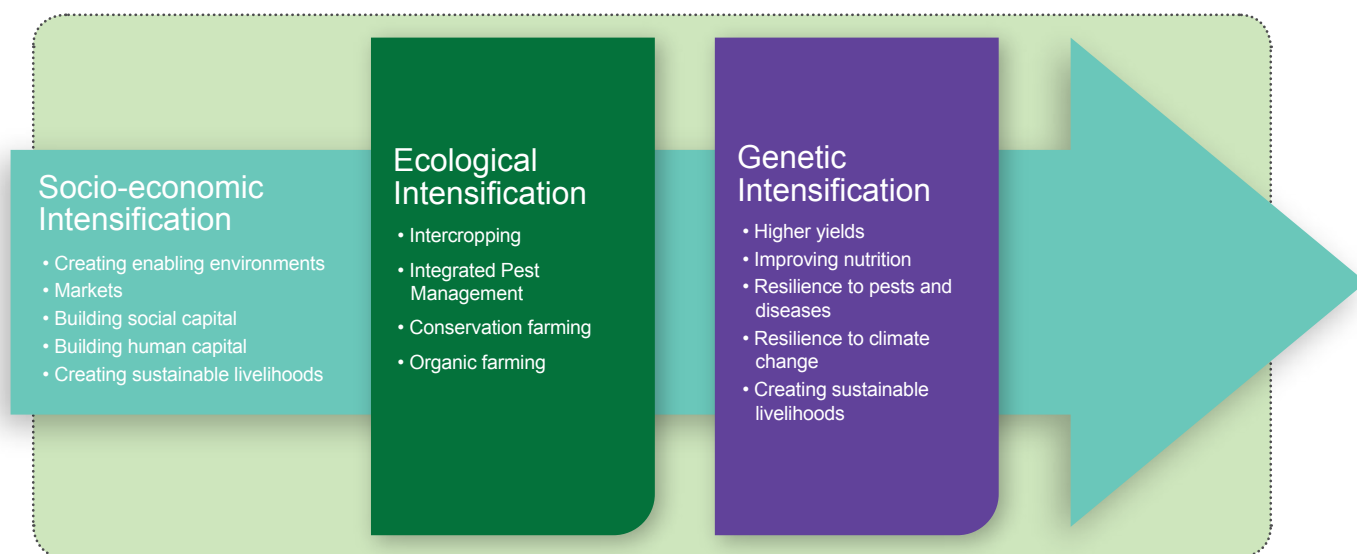 Socio-economic
Intensification
• Creating enabling environments
• Markets
• Building social capital
• Building human capital
• Creating sustainable livelihoods
Ecological
Intensification
• Intercropping
• Integrated Pest
Management
• Conservation farming
• Organic farming
Genetic
Intensification
• Higher yields
• Improving nutrition
• Resilience to pests and
diseases
• Resilience to climate
change
• Creating sustainable
livelihoods